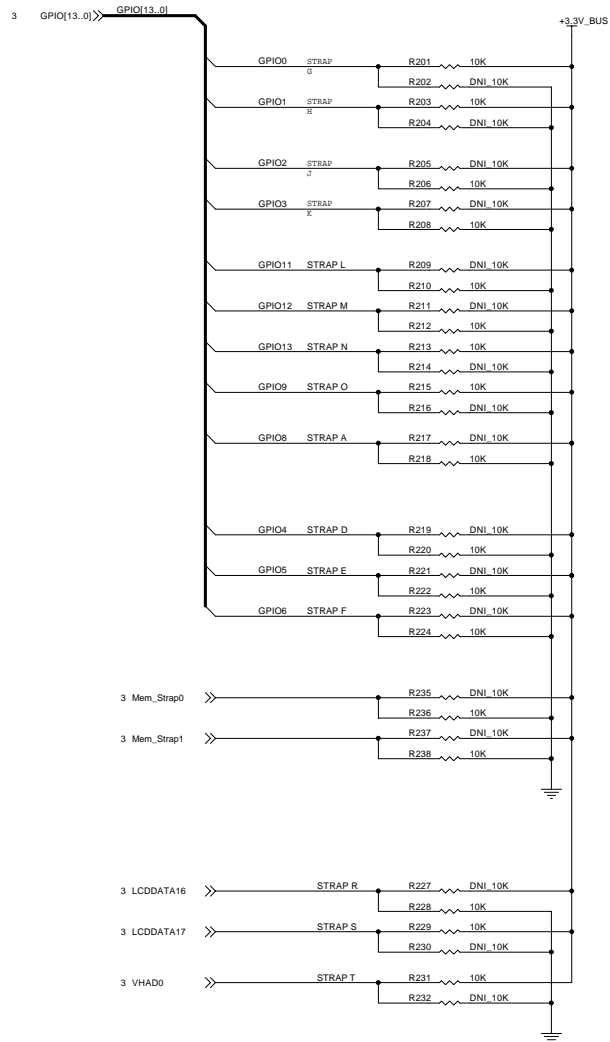 3 GPIO[13..0] GPIO[13..0]
+3.3V_BUS
GPIO0 STRAP G R201 10K
R202 DNI_10K
GPIO1 STRAP H R203 10K
R204 DNI_10K
GPIO2 STRAP J R205 DNI_10K
R206 10K
GPIO3 STRAP K R207 DNI_10K
R208 10K
GPIO11 STRAP L R209 DNI_10K
R210 10K
GPIO12 STRAP M R211 DNI_10K
R212 10K
GPIO13 STRAP N R213 10K
R214 DNI_10K
GPIO9 STRAP O R215 10K
R216 DNI_10K
GPIO8 STRAP A R217 DNI_10K
R218 10K
GPIO4 STRAP D R219 DNI_10K
R220 10K
GPIO5 STRAP E R221 DNI_10K
R222 10K
GPIO6 STRAP F R223 DNI_10K
R224 10K
3 Mem_Strap0 R235 DNI_10K
R236 10K
3 Mem_Strap1 R237 DNI_10K
R238 10K
3 LCDDATA16 STRAP R R227 DNI_10K
R228 10K
3 LCDDATA17 STRAP S R229 10K
R230 DNI_10K
3 VHAD0 STRAP T R231 10K
R232 DNI_10K